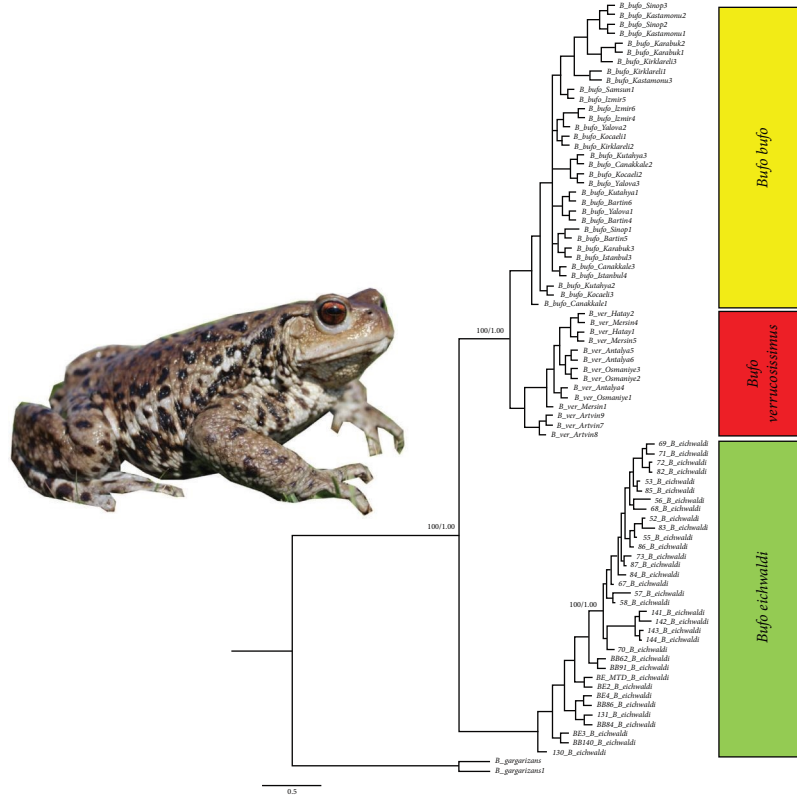 B_bufo_Sinop3
B_bufo_Kastamonu2
B_bufo_Sinop2
B_bufo_Kastamonu1
B_bufo_Karabuk2
B_bufo_Karabuk1
B_bufo_Kirklareli3
B_bufo_Kirklareli1
B_bufo_Kastamonu3
B_bufo_Samsun1
B_bufo_Izmir5
B_bufo_Izmir6
B_bufo_Izmir4
B_bufo_Yalova2
B_bufo_Kocaeli1
B_bufo_Kirklareli2
B_bufo_Kutahya3
B_bufo_Canakkale2
B_bufo_Kocaeli2
B_bufo_Yalova3
B_bufo_Kutahya1
B_bufo_Bartin6
B_bufo_Yalova1
B_bufo_Bartin4
B_bufo_Sinop1
B_bufo_Bartin5
B_bufo_Karabuk3
B_bufo_Istanbul3
B_bufo_Canakkale3
B_bufo_Istanbul4
B_bufo_Kutahya2
B_bufo_Kocaeli3
B_bufo_Canakkale1
Bufo bufo
100/1.00
B_ver_Hatay2
B_ver_Mersin4
B_ver_Hatay1
B_ver_Mersin5
B_ver_Antalya5
B_ver_Antalya6
B_ver_Osmaniye3
B_ver_Osmaniye2
B_ver_Antalya4
B_ver_Osmaniye1
B_ver_Mersin1
B_ver_Artvin9
B_ver_Artvin7
B_ver_Artvin8
Bufo
verrucosissimus
100/1.00
69_B_eichwaldi
71_B_eichwaldi
72_B_eichwaldi
82_B_eichwaldi
53_B_eichwaldi
85_B_eichwaldi
56_B_eichwaldi
68_B_eichwaldi
52_B_eichwaldi
83_B_eichwaldi
55_B_eichwaldi
86_B_eichwaldi
73_B_eichwaldi
87_B_eichwaldi
84_B_eichwaldi
67_B_eichwaldi
57_B_eichwaldi
58_B_eichwaldi
100/1.00
141_B_eichwaldi
142_B_eichwaldi
143_B_eichwaldi
144_B_eichwaldi
70_B_eichwaldi
BB62_B_eichwaldi
BB91_B_eichwaldi
BE_MTD_B_eichwaldi
BE2_B_eichwaldi
BE4_B_eichwaldi
BB86_B_eichwaldi
131_B_eichwaldi
BB84_B_eichwaldi
BE3_B_eichwaldi
BB140_B_eichwaldi
130_B_eichwaldi
Bufo eichwaldi
B_gargarizans
B_gargarizans1
0.5